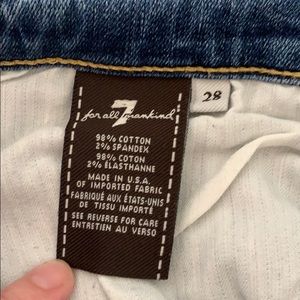 7
for all mankind
28
98% COTTON
2% SPANDEX
98% COTON
2% ÉLASTHANNE
MADE IN U.S.A.
OF IMPORTED FABRIC
FABRIQUÉ AUX ÉTATS-UNIS
DE TISSU IMPORTÉ
SEE REVERSE FOR CARE
ENTRETIEN AU VERSO